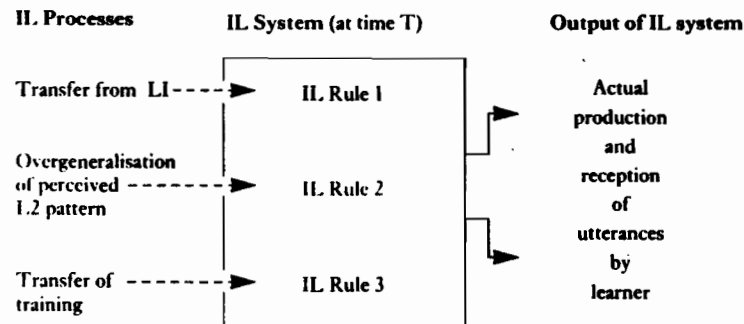 IL Processes
IL System (at time T)
Output of IL system
Transfer from L1
IL Rule 1
Overgeneralisation
of perceived
L2 pattern
IL Rule 2
Transfer of
training
IL Rule 3
Actual
production
and
reception
of
utterances
by
learner